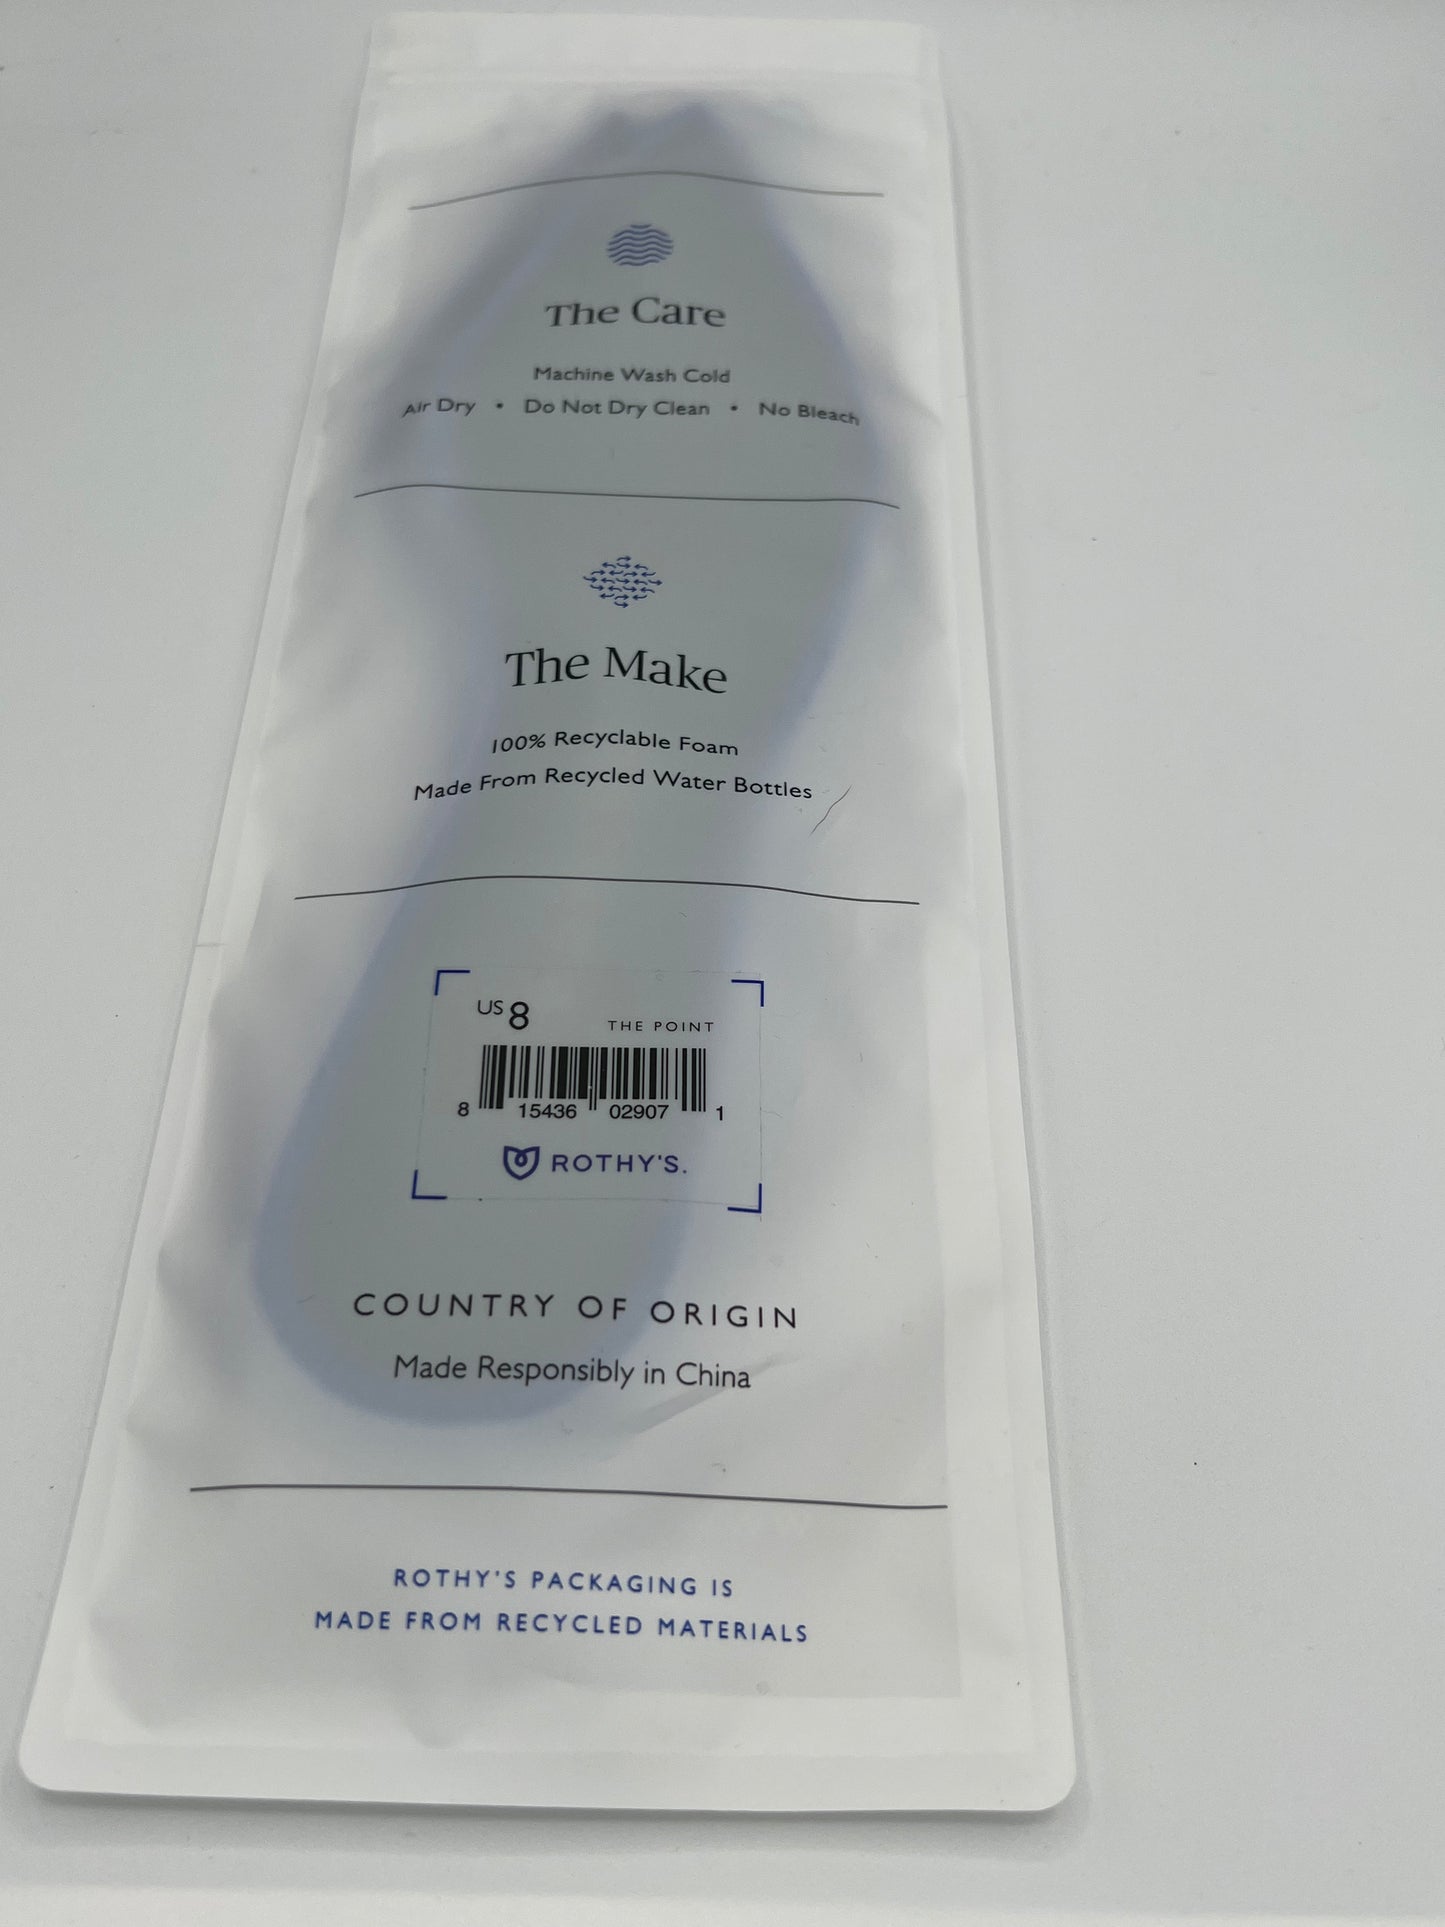 The Care
Machine Wash Cold
Air Dry • Do Not Dry Clean • No Bleach
The Make
100% Recyclable Foam
Made From Recycled Water Bottles
US 8 THE POINT
8 15436 02907 1
ROTHY'S.
COUNTRY OF ORIGIN
Made Responsibly in China
ROTHY'S PACKAGING IS
MADE FROM RECYCLED MATERIALS